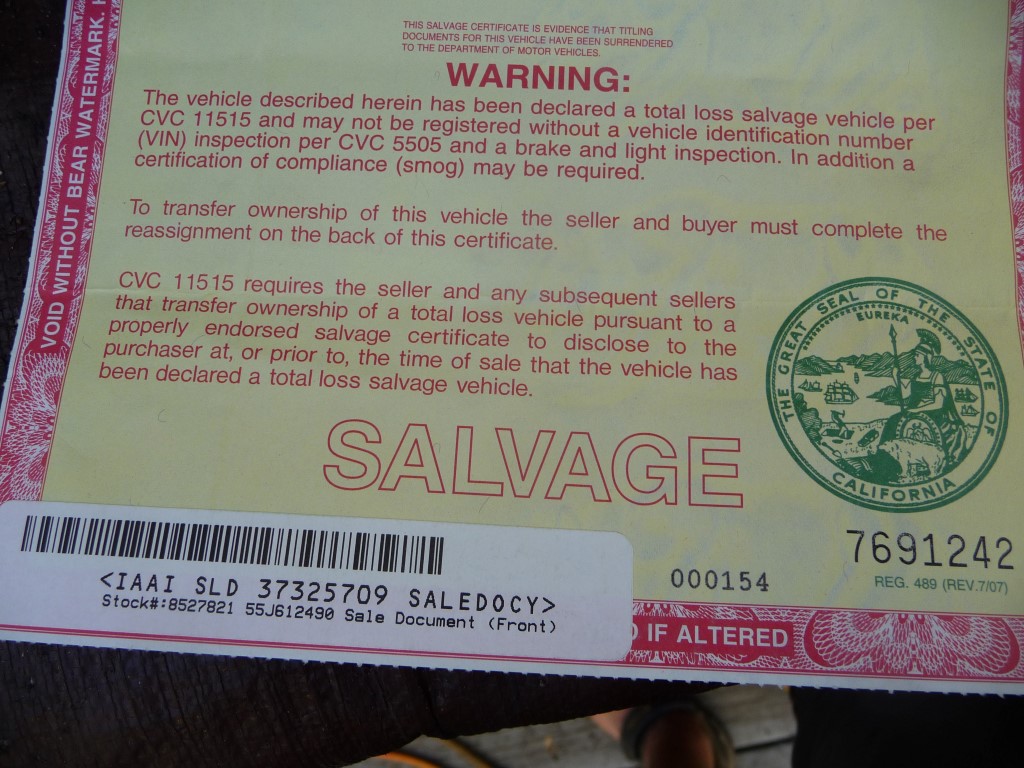 THIS SALVAGE CERTIFICATE IS EVIDENCE THAT TITLING
DOCUMENTS FOR THIS VEHICLE HAVE BEEN SURRENDERED
TO THE DEPARTMENT OF MOTOR VEHICLES.
WARNING:
The vehicle described herein has been declared a total loss salvage vehicle per
CVC 11515 and may not be registered without a vehicle identification number
(VIN) inspection per CVC 5505 and a brake and light inspection. In addition a
certification of compliance (smog) may be required.
To transfer ownership of this vehicle the seller and buyer must complete the
reassignment on the back of this certificate.
CVC 11515 requires the seller and any subsequent sellers
that transfer ownership of a total loss vehicle pursuant to a
properly endorsed salvage certificate to disclose to the
purchaser at, or prior to, the time of sale that the vehicle has
been declared a total loss salvage vehicle.
SALVAGE
VOID WITHOUT BEAR WATERMARK.
THE GREAT SEAL OF THE STATE OF CALIFORNIA
EUREKA
7691242
000154
REG. 489 (REV.7/07)
<IAAI SLD 37325709 SALEDOCY>
Stock#:8527821 55J612490 Sale Document (Front)
IF ALTERED